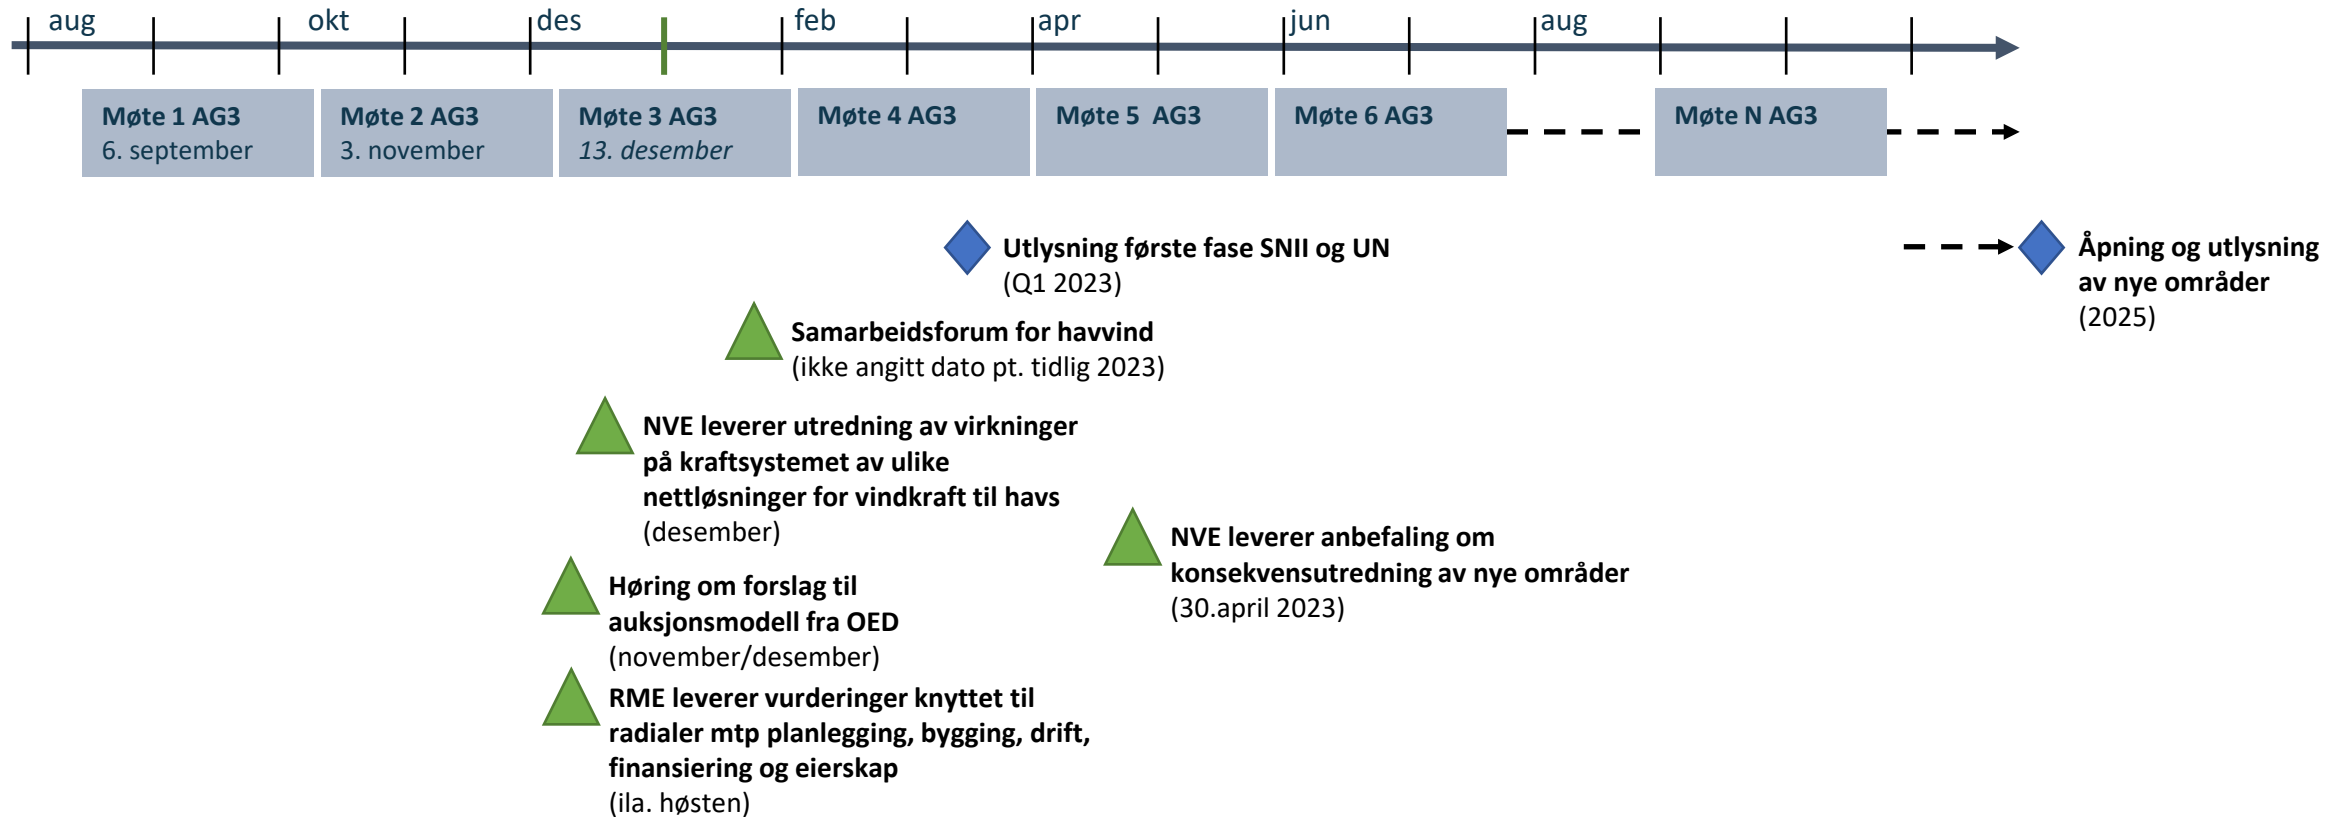 aug
okt
des
feb
apr
jun
aug
Møte 1 AG3
6. september
Møte 2 AG3
3. november
Møte 3 AG3
13. desember
Møte 4 AG3
Møte 5  AG3
Møte 6 AG3
Møte N AG3
Utlysning første fase SNII og UN
(Q1 2023)
Åpning og utlysning
av nye områder
(2025)
Samarbeidsforum for havvind
(ikke angitt dato pt. tidlig 2023)
NVE leverer utredning av virkninger
på kraftsystemet av ulike
nettløsninger for vindkraft til havs
(desember)
NVE leverer anbefaling om
konsekvensutredning av nye områder
(30.april 2023)
Høring om forslag til
auksjonsmodell fra OED
(november/desember)
RME leverer vurderinger knyttet til
radialer mtp planlegging, bygging, drift,
finansiering og eierskap
(ila. høsten)